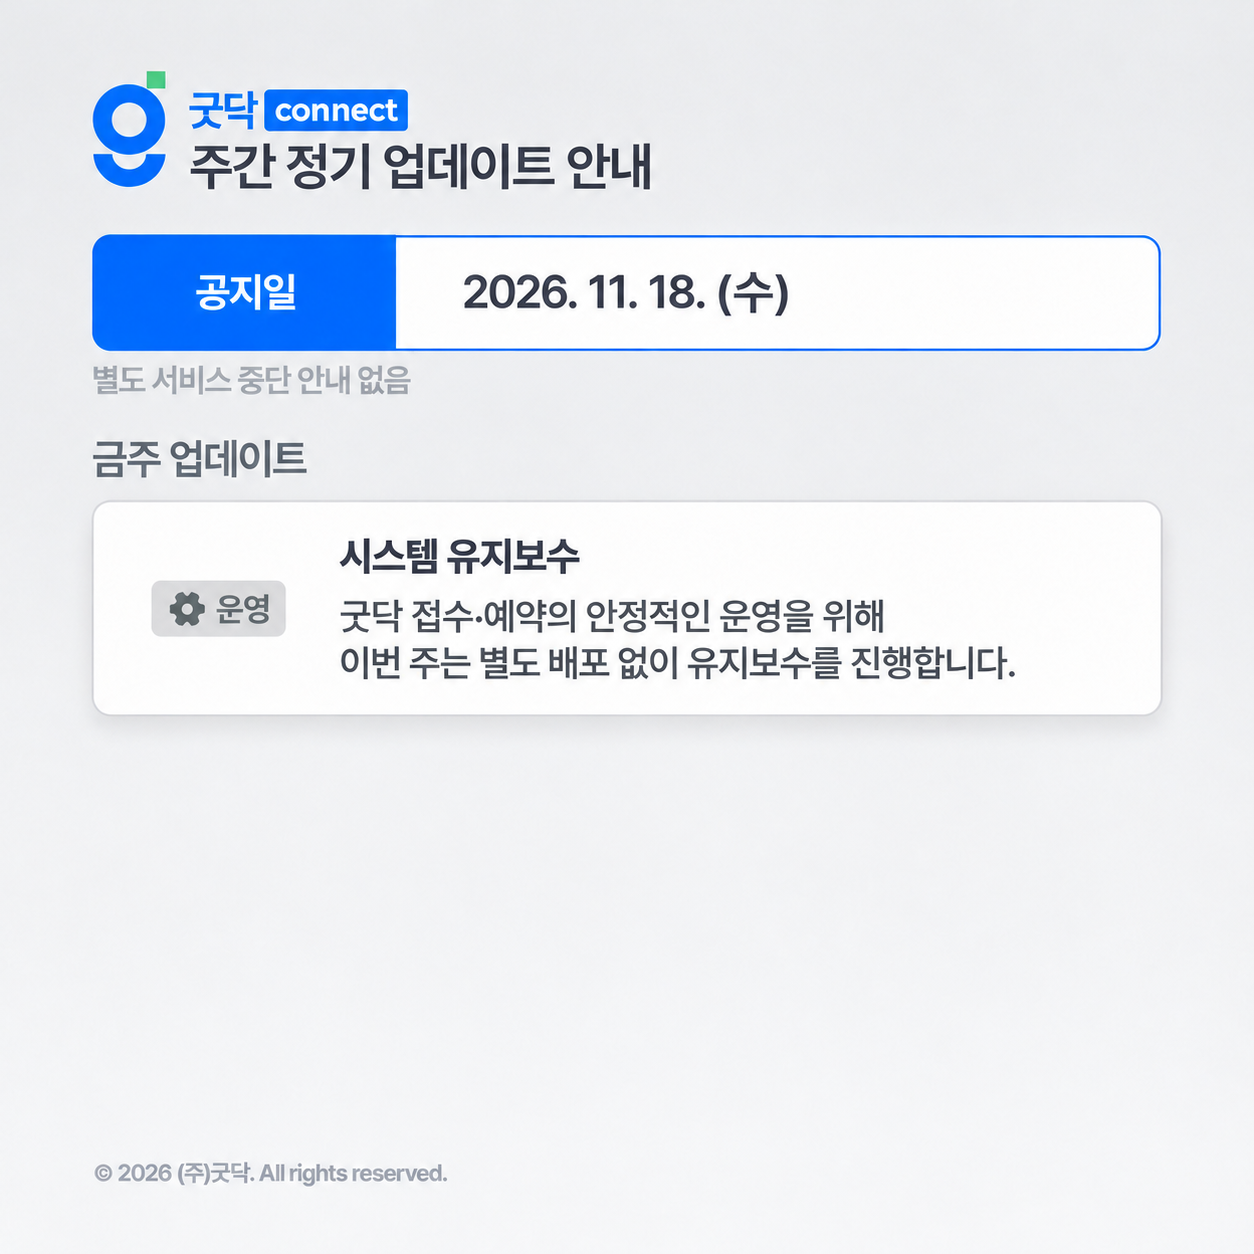 굿닥 connect
주간 정기 업데이트 안내
공지일 2026. 11. 18. (수)
별도 서비스 중단 안내 없음
금주 업데이트
시스템 유지보수
운영
굿닥 접수·예약의 안정적인 운영을 위해
이번 주는 별도 배포 없이 유지보수를 진행합니다.
© 2026 (주)굿닥. All rights reserved.